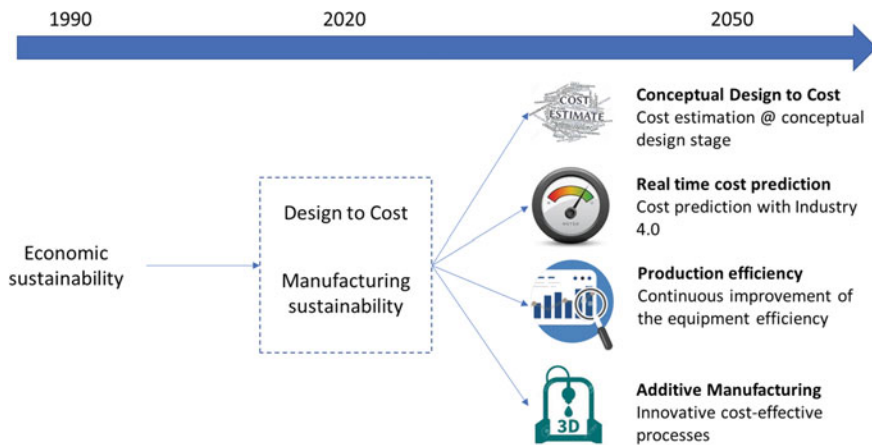 1990
2020
2050
COST
ESTIMATE
Conceptual Design to Cost
Cost estimation @ conceptual
design stage
Real time cost prediction
Cost prediction with Industry
4.0
Design to Cost
Economic
sustainability
Manufacturing
sustainability
Production efficiency
Continuous improvement of
the equipment efficiency
3D
Additive Manufacturing
Innovative cost-effective
processes